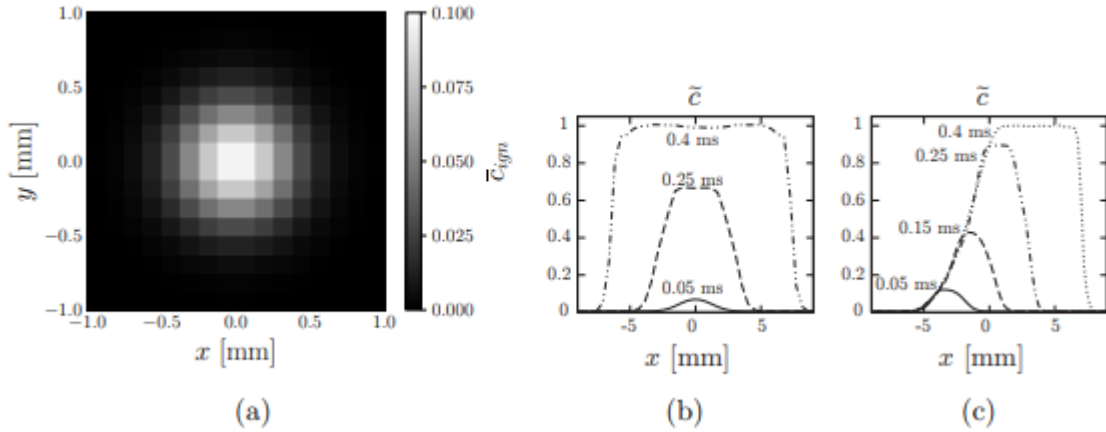 1.0
0.5
0.0
−0.5
−1.0
y [mm]
−1.0 −0.5 0.0 0.5 1.0
x [mm]
0.100
0.075
0.050
0.025
0.000
c̄ign
(a)
c̃
1
0.8
0.6
0.4
0.2
0
0.4 ms
0.25 ms
0.05 ms
-5 0 5
x [mm]
(b)
c̃
1
0.8
0.6
0.4
0.2
0
0.4 ms
0.25 ms
0.15 ms
0.05 ms
-5 0 5
x [mm]
(c)